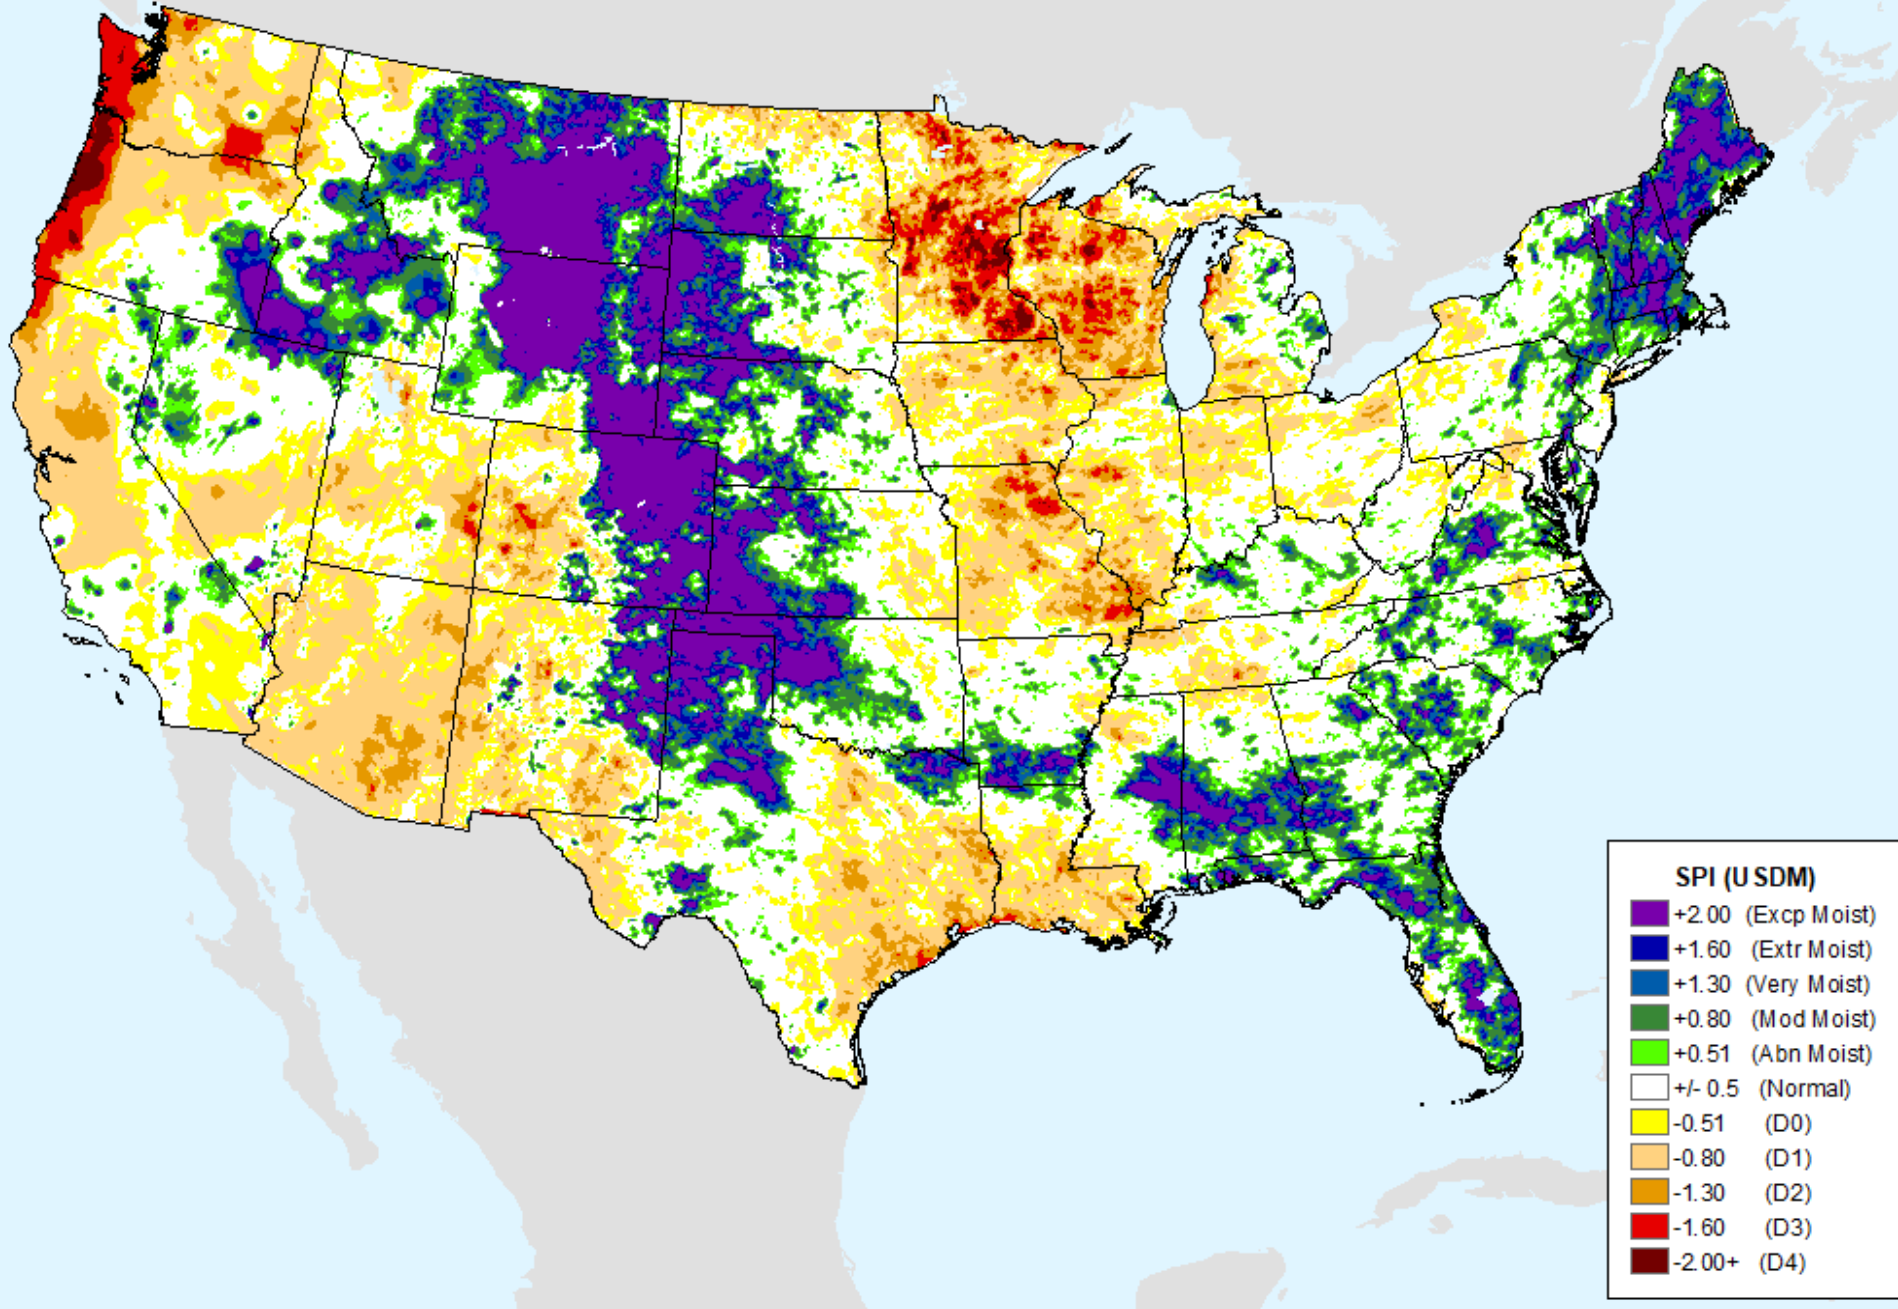 SPI (USDM)
+2.00 (Excp Moist)
+1.60 (Extr Moist)
+1.30 (Very Moist)
+0.80 (Mod Moist)
+0.51 (Abn Moist)
+/- 0.5 (Normal)
-0.51 (D0)
-0.80 (D1)
-1.30 (D2)
-1.60 (D3)
-2.00+ (D4)